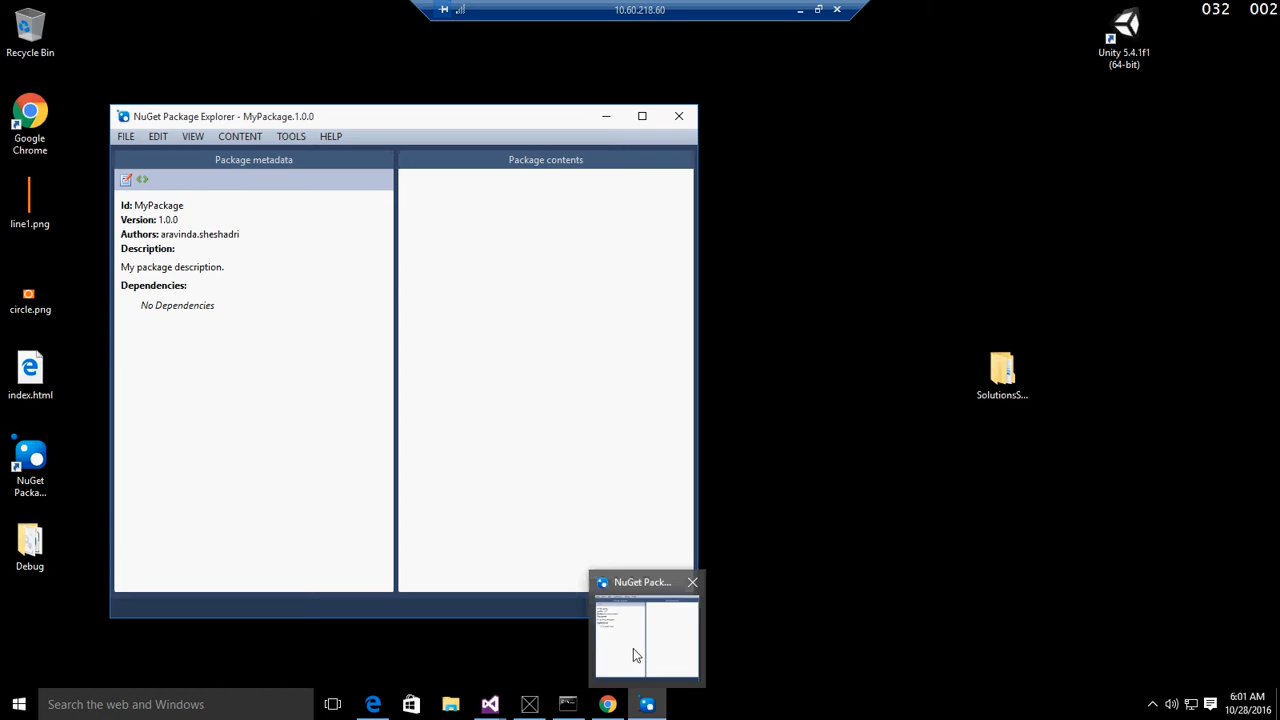 10.60.218.60
032 002
Recycle Bin
Unity 5.4.1f1
(64-bit)
Google
Chrome
line1.png
circle.png
index.html
NuGet
Packa...
Debug
SolutionsS...
NuGet Package Explorer - MyPackage.1.0.0
FILE EDIT VIEW CONTENT TOOLS HELP
Package metadata
Package contents
Id: MyPackage
Version: 1.0.0
Authors: aravinda.sheshadri
Description:
My package description.
Dependencies:
No Dependencies
NuGet Pack...
Search the web and Windows
6:01 AM
10/28/2016